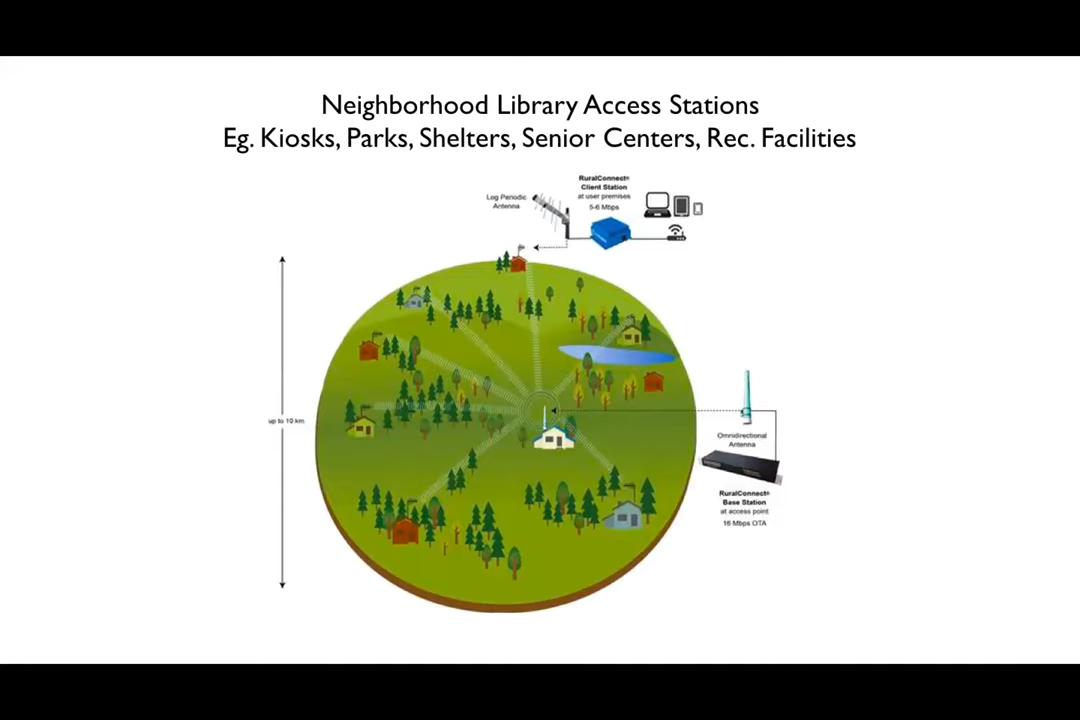 Neighborhood Library Access Stations
Eg. Kiosks, Parks, Shelters, Senior Centers, Rec. Facilities
Log Periodic
Antenna
RuralConnect®
Client Station
at user premises
5-6 Mbps
up to 10 km
Omnidirectional
Antenna
RuralConnect®
Base Station
at access point
16 Mbps OTA